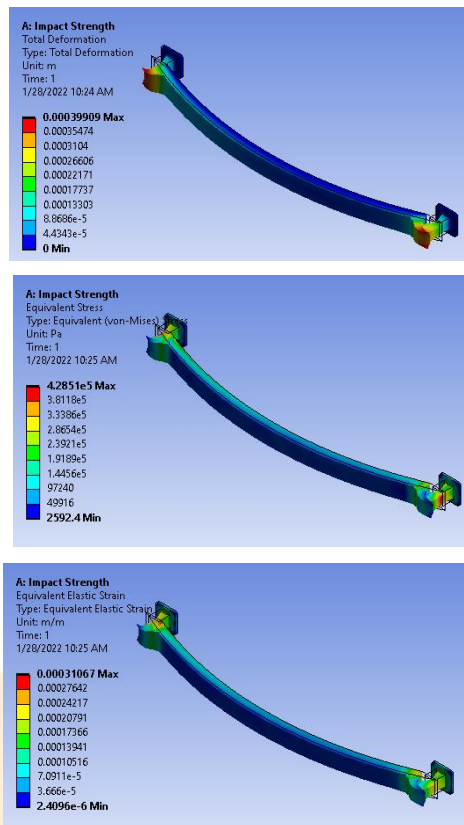 A: Impact Strength
Total Deformation
Type: Total Deformation
Unit: m
Time: 1
1/28/2022 10:24 AM
0.00039909 Max
0.00035474
0.0003104
0.00026606
0.00022171
0.00017737
0.00013303
8.8686e-5
4.4343e-5
0 Min
A: Impact Strength
Equivalent Stress
Type: Equivalent (von-Mises) Stress
Unit: Pa
Time: 1
1/28/2022 10:25 AM
4.2851e5 Max
3.8118e5
3.3386e5
2.8654e5
2.3921e5
1.9189e5
1.4456e5
97240
49916
2592.4 Min
A: Impact Strength
Equivalent Elastic Strain
Type: Equivalent Elastic Strain
Unit: m/m
Time: 1
1/28/2022 10:25 AM
0.00031067 Max
0.00027642
0.00024217
0.00020791
0.00017366
0.00013941
0.00010516
7.0911e-5
3.666e-5
2.4096e-6 Min